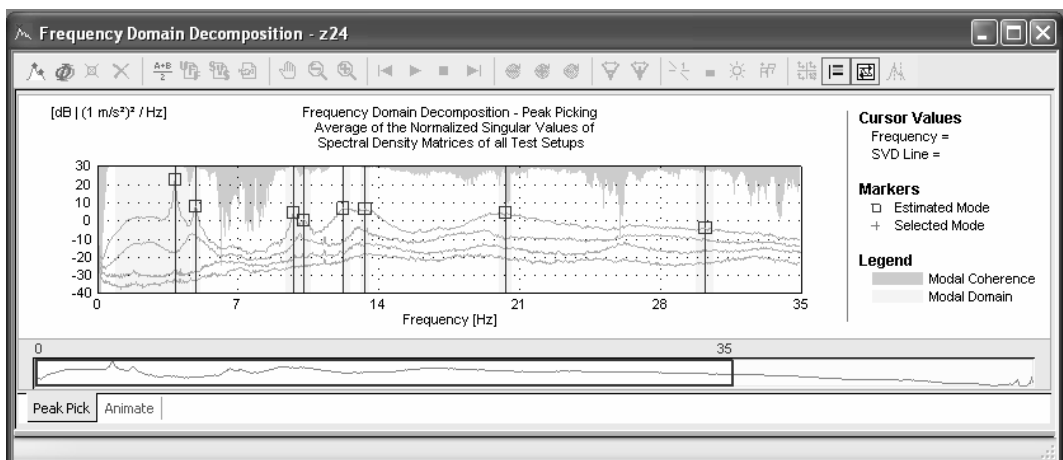 Frequency Domain Decomposition - z24
A+B
2
[dB | (1 m/s²)² / Hz]
Frequency Domain Decomposition - Peak Picking
Average of the Normalized Singular Values of
Spectral Density Matrices of all Test Setups
30
20
10
0
-10
-20
-30
-40
0
7
14
21
28
35
Frequency [Hz]
Cursor Values
Frequency =
SVD Line =
Markers
Estimated Mode
Selected Mode
Legend
Modal Coherence
Modal Domain
0
35
Peak Pick
Animate